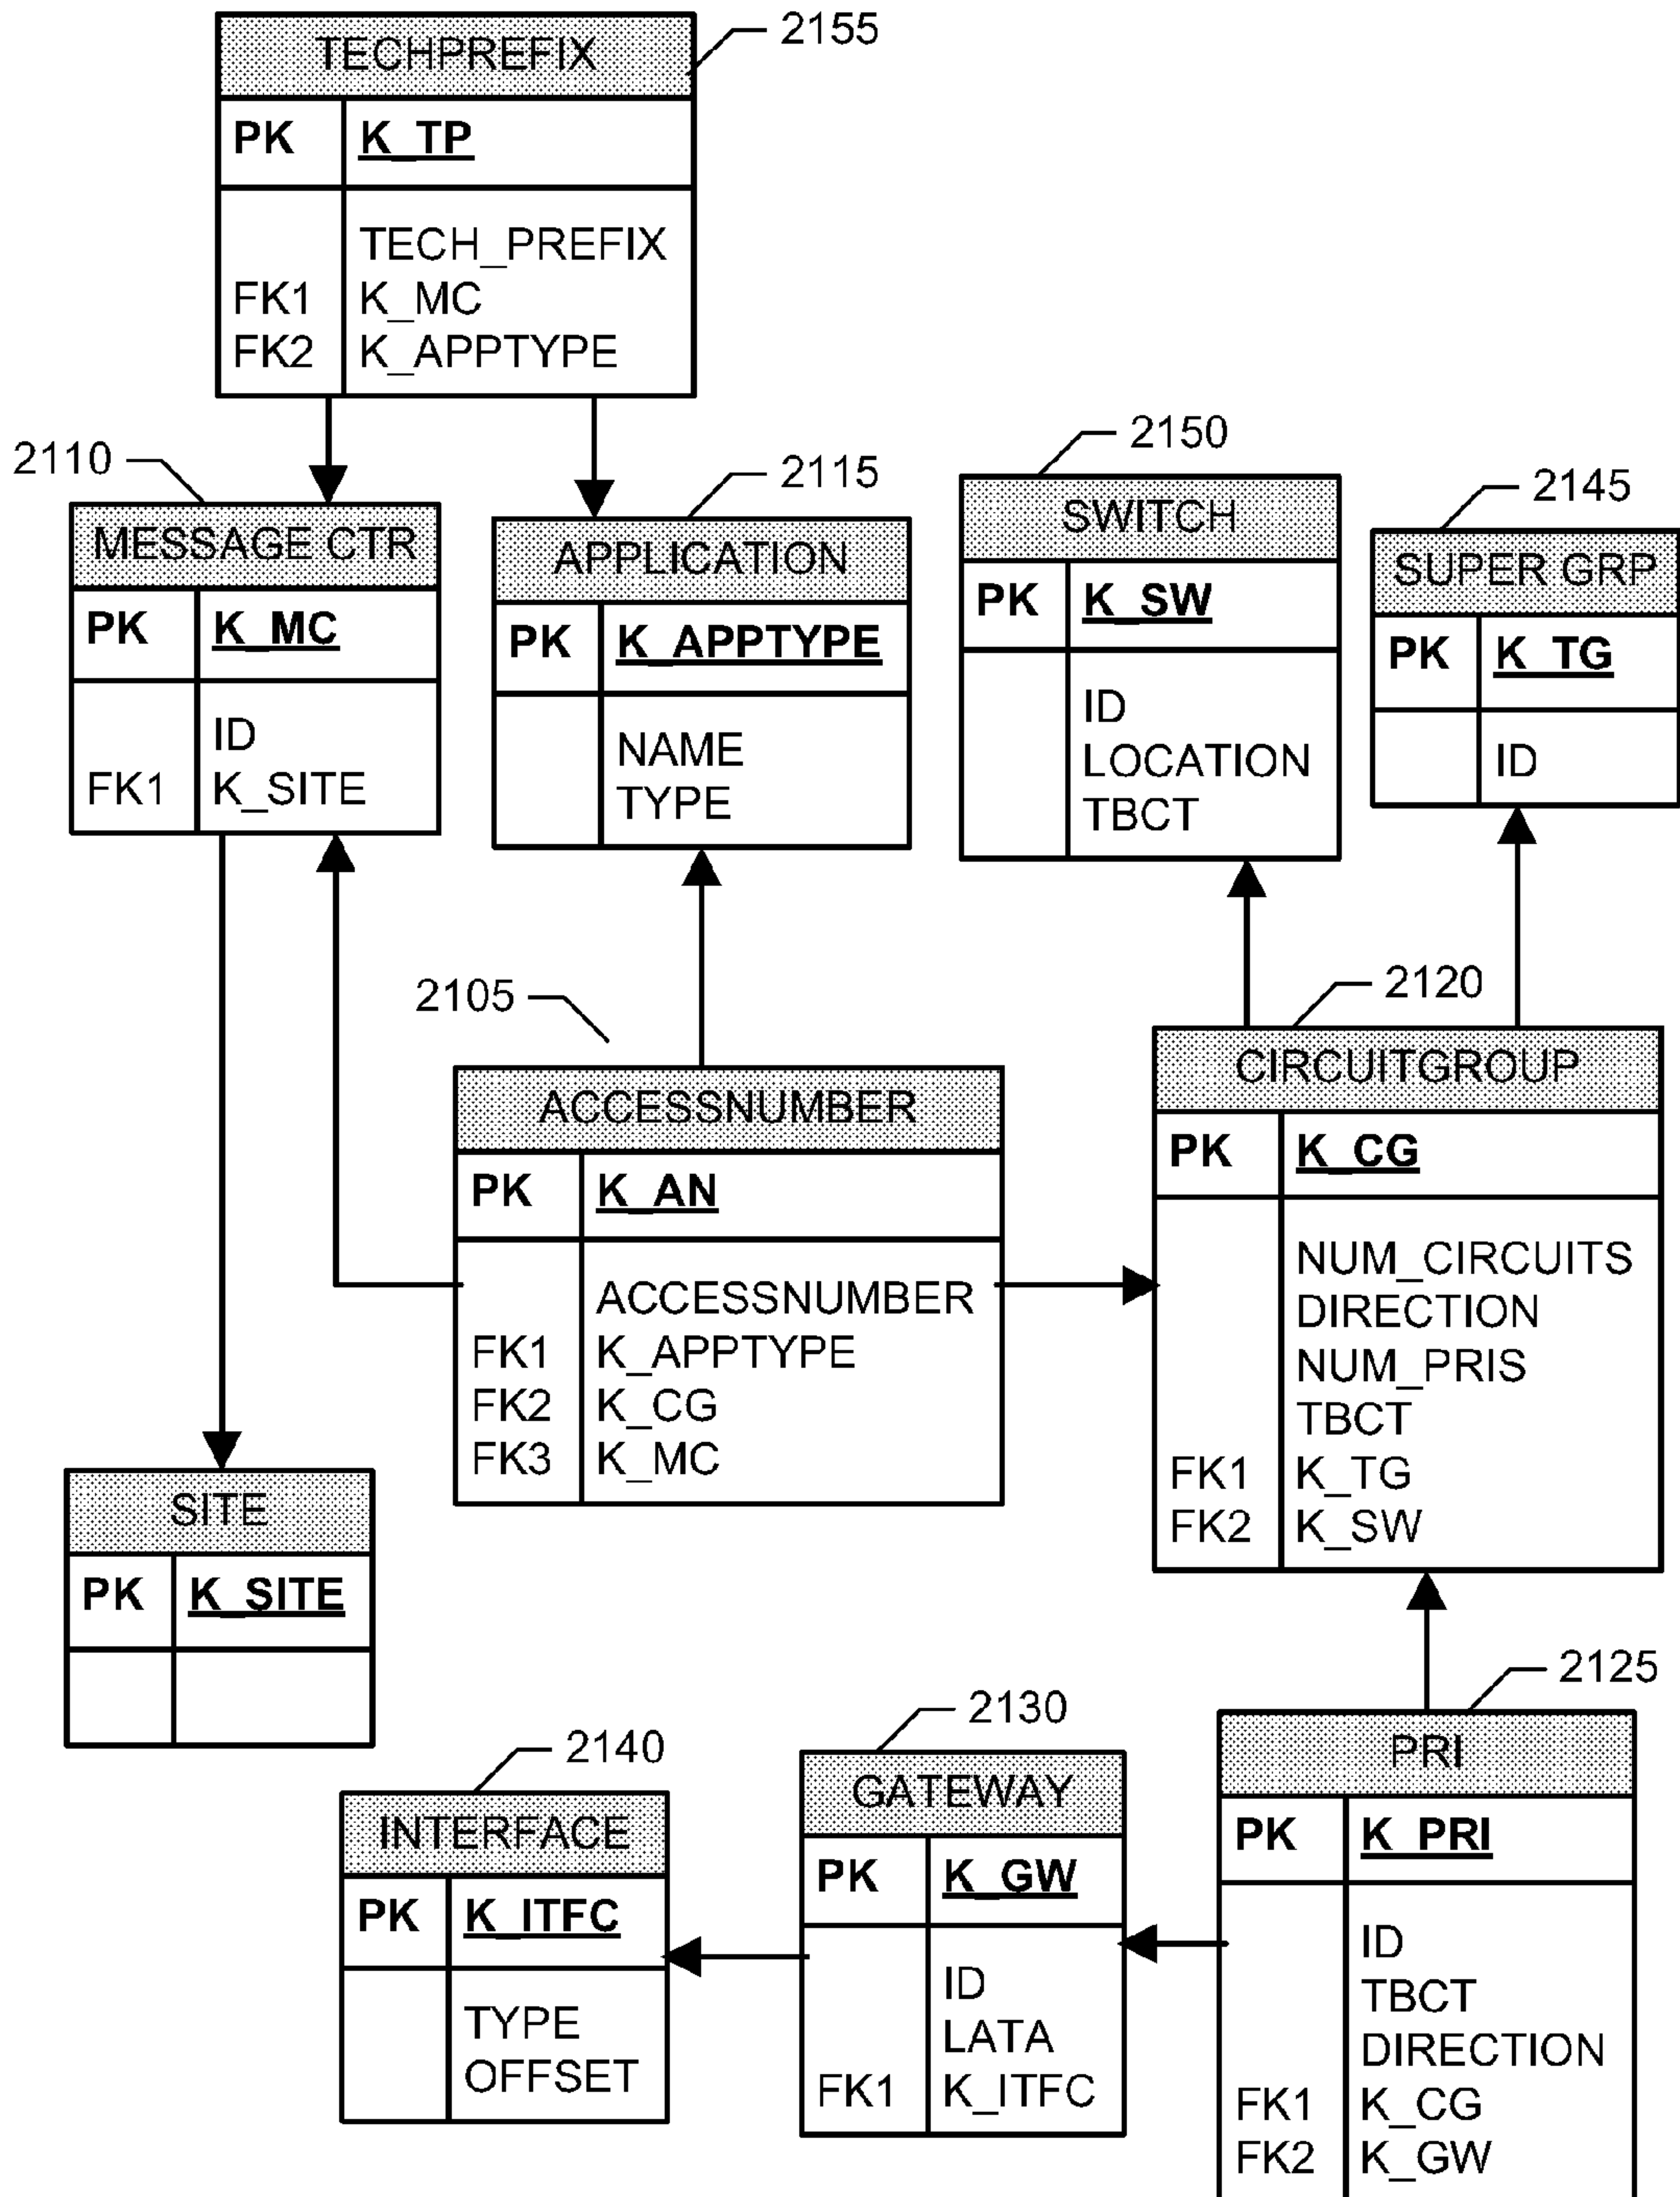 2155
TECHPREFIX
PK K_TP
TECH_PREFIX
FK1 K_MC
FK2 K_APPTYPE
2110
MESSAGE CTR
PK K_MC
ID
FK1 K_SITE
2115
APPLICATION
PK K_APPTYPE
NAME
TYPE
2150
SWITCH
PK K_SW
ID
LOCATION
TBCT
2145
SUPER GRP
PK K_TG
ID
2105
ACCESSNUMBER
PK K_AN
ACCESSNUMBER
FK1 K_APPTYPE
FK2 K_CG
FK3 K_MC
2120
CIRCUITGROUP
PK K_CG
NUM_CIRCUITS
DIRECTION
NUM_PRIS
TBCT
FK1 K_TG
FK2 K_SW
SITE
PK K_SITE
2140
INTERFACE
PK K_ITFC
TYPE
OFFSET
2130
GATEWAY
PK K_GW
ID
LATA
FK1 K_ITFC
2125
PRI
PK K_PRI
ID
TBCT
DIRECTION
FK1 K_CG
FK2 K_GW